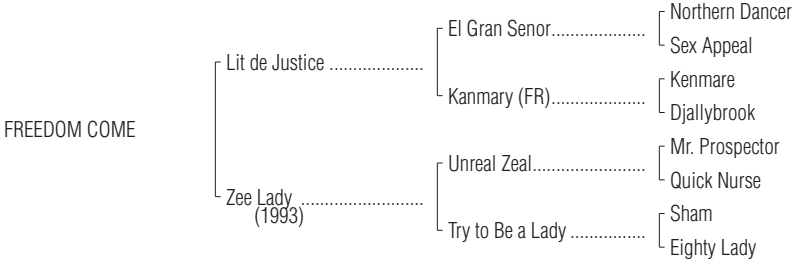 Northern Dancer
El Gran Senor.....................
Sex Appeal
Lit de Justice .....................
Kenmare
Kanmary (FR).....................
Djallybrook
FREEDOM COME
Mr. Prospector
Unreal Zeal.........................
Quick Nurse
Zee Lady ...........................
(1993)
Sham
Try to Be a Lady ................
Eighty Lady